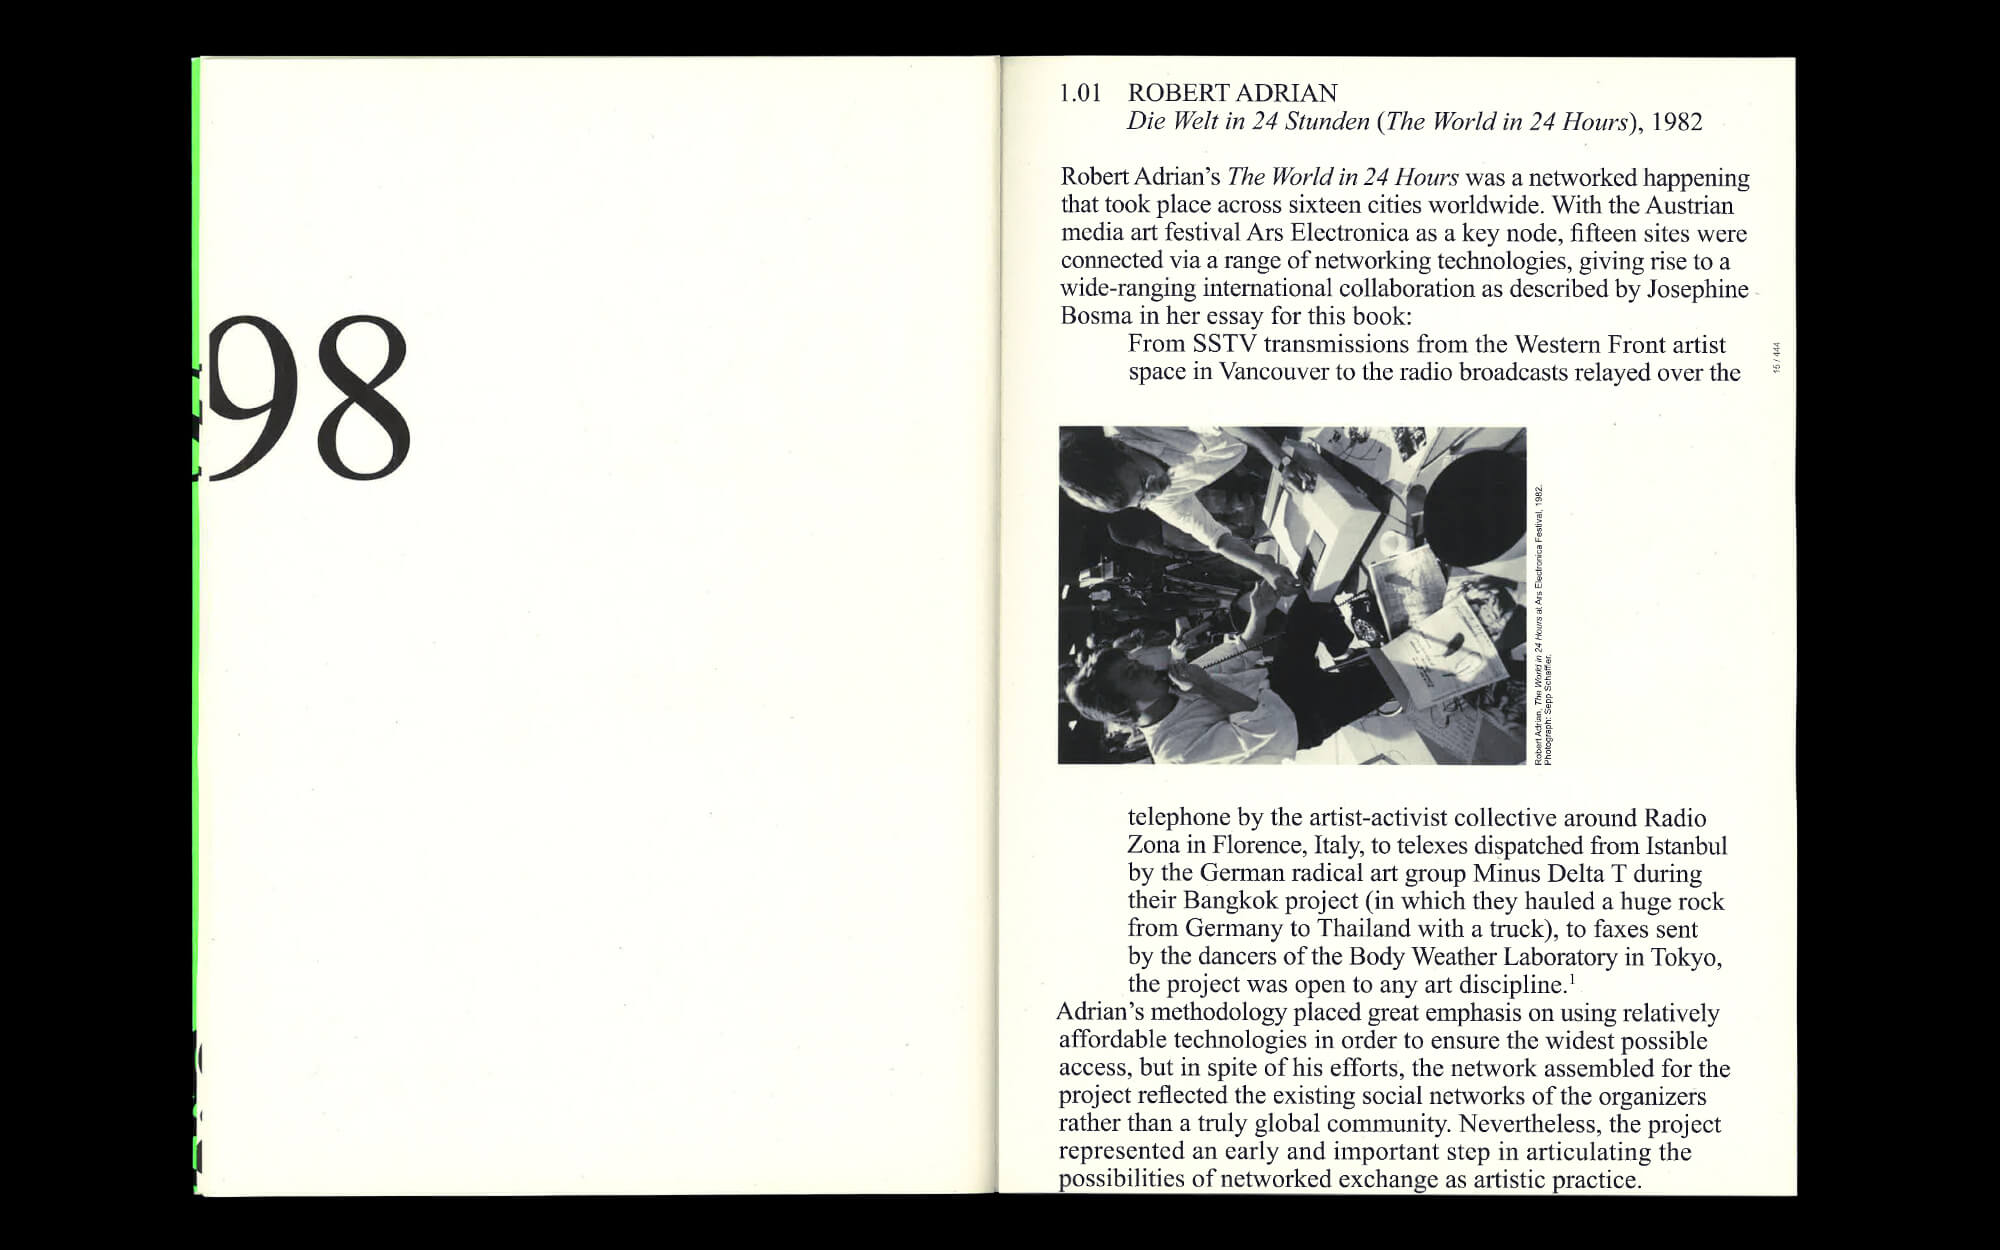 98
1.01 ROBERT ADRIAN
Die Welt in 24 Stunden (The World in 24 Hours), 1982
Robert Adrian’s The World in 24 Hours was a networked happening
that took place across sixteen cities worldwide. With the Austrian
media art festival Ars Electronica as a key node, fifteen sites were
connected via a range of networking technologies, giving rise to a
wide-ranging international collaboration as described by Josephine
Bosma in her essay for this book:
From SSTV transmissions from the Western Front artist
space in Vancouver to the radio broadcasts relayed over the
15 / 444
Robert Adrian, The World in 24 Hours at Ars Electronica Festival, 1982.
Photograph: Sepp Schaffler.
telephone by the artist-activist collective around Radio
Zona in Florence, Italy, to telexes dispatched from Istanbul
by the German radical art group Minus Delta T during
their Bangkok project (in which they hauled a huge rock
from Germany to Thailand with a truck), to faxes sent
by the dancers of the Body Weather Laboratory in Tokyo,
the project was open to any art discipline.¹
Adrian’s methodology placed great emphasis on using relatively
affordable technologies in order to ensure the widest possible
access, but in spite of his efforts, the network assembled for the
project reflected the existing social networks of the organizers
rather than a truly global community. Nevertheless, the project
represented an early and important step in articulating the
possibilities of networked exchange as artistic practice.